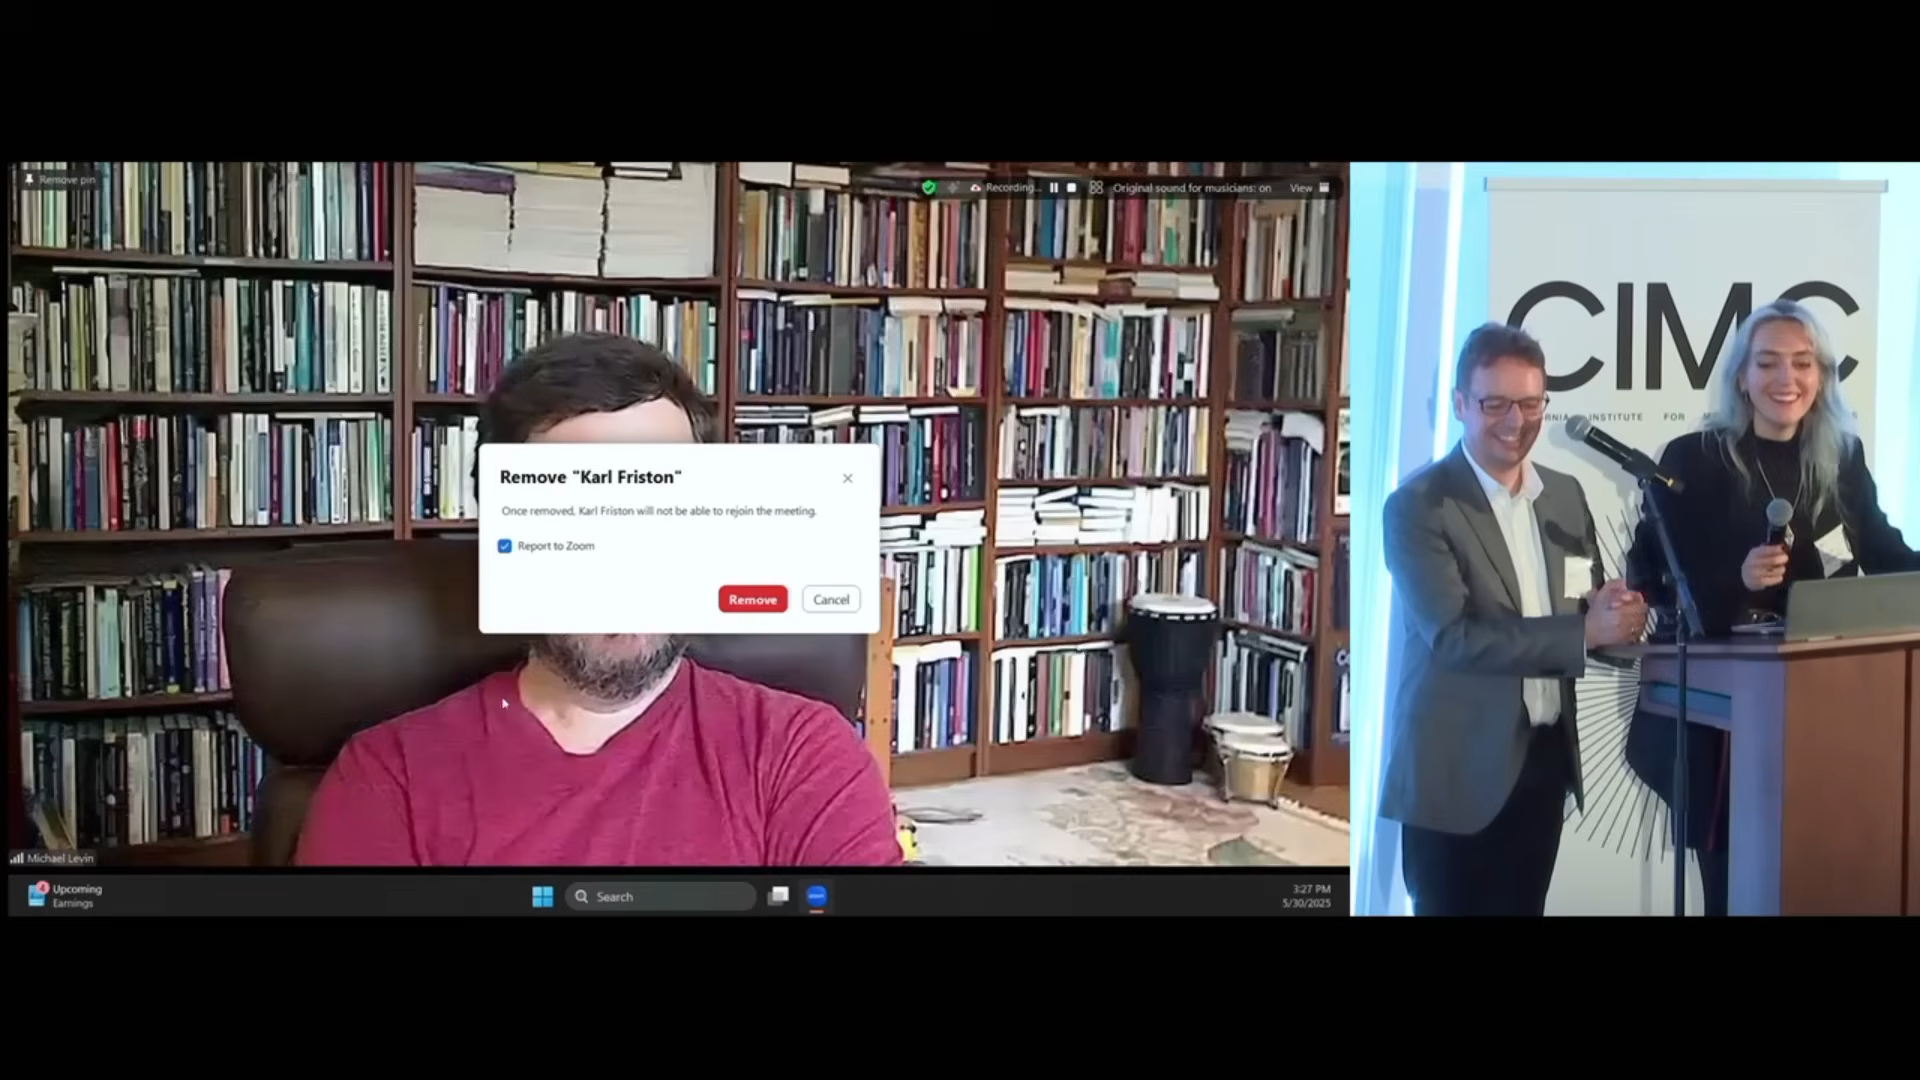 Remove pin
Recording...
Original sound for musicians: on
View
Remove "Karl Friston"
Once removed, Karl Friston will not be able to rejoin the meeting.
Report to Zoom
Remove
Cancel
Michael Levin
4
Upcoming
Earnings
Search
3:27 PM
5/30/2025
CIMC
INSTITUTE FOR